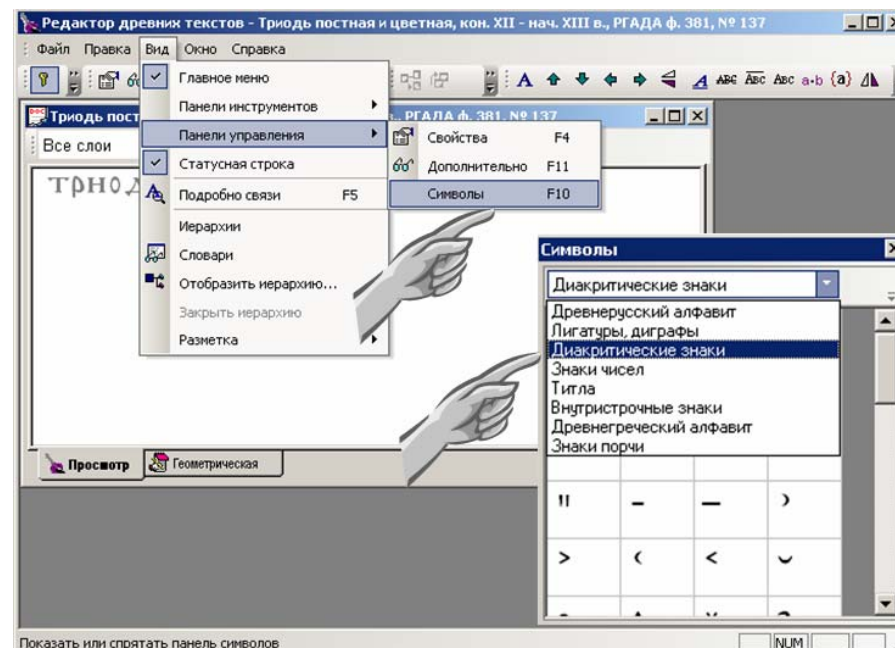 Редактор древних текстов - Триодь постная и цветная, кон. XII - нач. XIII в., РГАДА ф. 381, № 137
Файл Правка Вид Окно Справка
A A ABC ABC ABC a-b {a}
Триодь пост
., РГАДА ф. 381, № 137
Все слои
Главное меню
Панели инструментов
Панели управления
Статусная строка
Подробно связи F5
Иерархии
Словари
Отобразить иерархию...
Закрыть иерархию
Разметка
Свойства F4
Дополнительно F11
Символы F10
Просмотр Геометрическая
Символы
Диакритические знаки
Древнерусский алфавит
Лигатуры, диграфы
Диакритические знаки
Знаки чисел
Титла
Внутристрочные знаки
Древнегреческий алфавит
Знаки порчи
Показать или спрятать панель символов
NUM